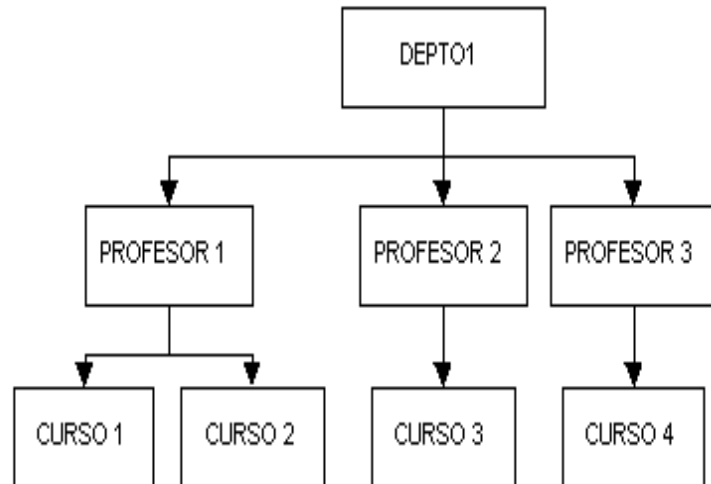 DEPTO1
PROFESOR 1
PROFESOR 2
PROFESOR 3
CURSO 1
CURSO 2
CURSO 3
CURSO 4